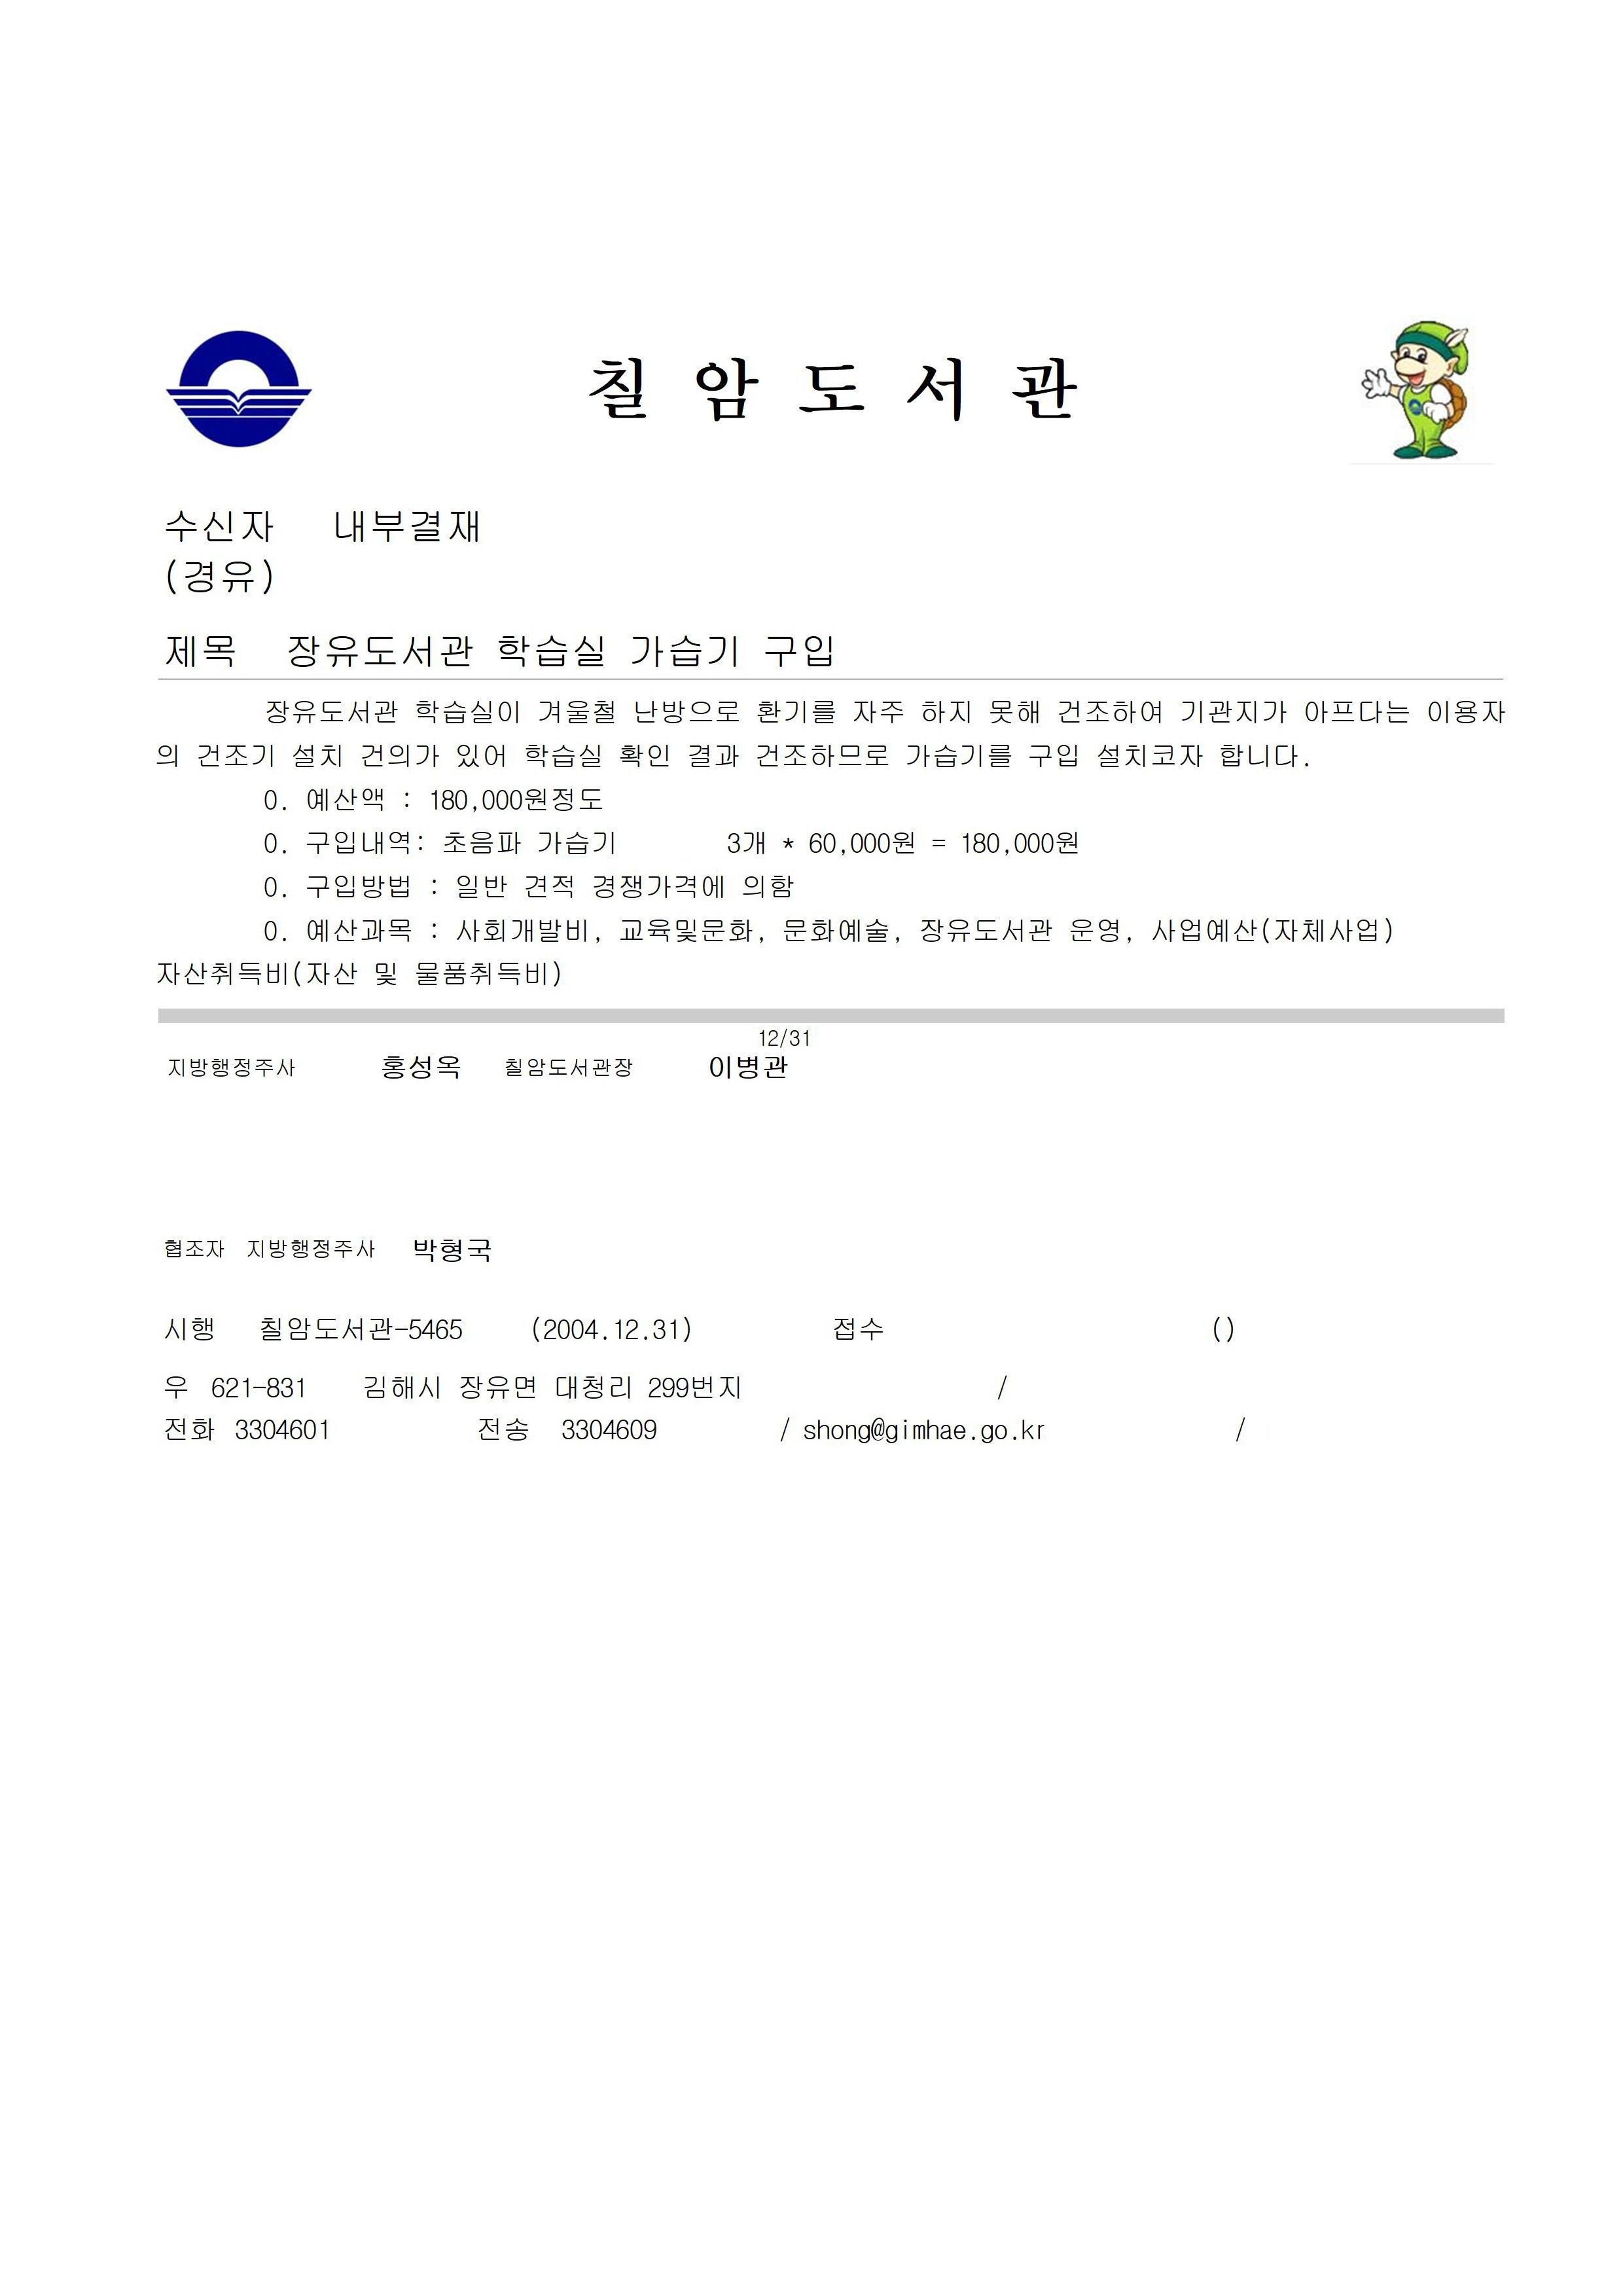 칠 암 도 서 관
수신자 내부결재
(경유)
제목 장유도서관 학습실 가습기 구입
장유도서관 학습실이 겨울철 난방으로 환기를 자주 하지 못해 건조하여 기관지가 아프다는 이용자
의 건조기 설치 건의가 있어 학습실 확인 결과 건조하므로 가습기를 구입 설치코자 합니다.
0. 예산액 : 180,000원정도
0. 구입내역: 초음파 가습기 3개 * 60,000원 = 180,000원
0. 구입방법 : 일반 견적 경쟁가격에 의함
0. 예산과목 : 사회개발비, 교육및문화, 문화예술, 장유도서관 운영, 사업예산(자체사업)
자산취득비(자산 및 물품취득비)
12/31
지방행정주사 홍성옥 칠암도서관장 이병관
협조자 지방행정주사 박형국
시행 칠암도서관-5465 (2004.12.31) 접수 ()
우 621-831 김해시 장유면 대청리 299번지 /
전화 3304601 전송 3304609 / shong@gimhae.go.kr /